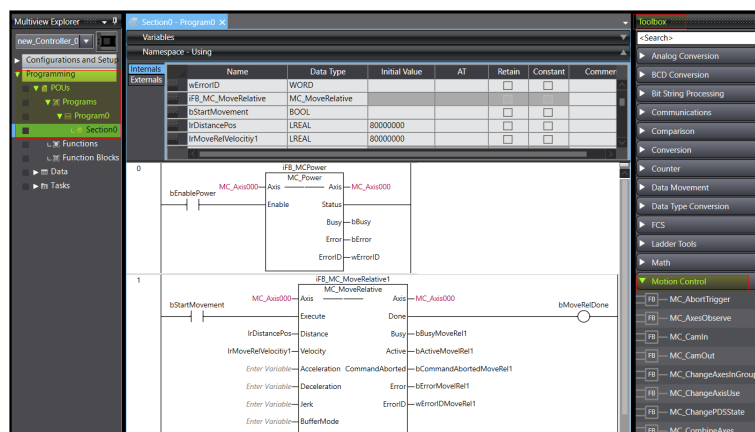 Multiview Explorer
new_Controller_0
Configurations and Setup
Programming
POUs
Programs
Program0
Section0
Functions
Function Blocks
Data
Tasks
Section0 - Program0
Variables
Namespace - Using
Internals
Externals
Name Data Type Initial Value AT Retain Constant Commen
wErrorID WORD
iFB_MC_MoveRelative MC_MoveRelative
bStartMovement BOOL
lrDistancePos LREAL 80000000
lrMoveRelVelocitiy1 LREAL 80000000
0
iFB_MCPower
MC_Power
bEnablePower MC_Axis000 Axis Axis MC_Axis000
Enable Status
Busy bBusy
Error bError
ErrorID wErrorID
1
iFB_MC_MoveRelative1
MC_MoveRelative
bStartMovement MC_Axis000 Axis Axis MC_Axis000 bMoveRelDone
Execute Done
lrDistancePos Distance Busy bBusyMoveRel1
lrMoveRelVelocitiy1 Velocity Active bActiveMovelRel1
Enter Variable Acceleration CommandAborted bCommandAbortedMoveRel1
Enter Variable Deceleration Error bErrorMovelRel1
Enter Variable Jerk ErrorID wErrorIDMoveRel1
Enter Variable BufferMode
Toolbox
<Search>
Analog Conversion
BCD Conversion
Bit String Processing
Communications
Comparison
Conversion
Counter
Data Movement
Data Type Conversion
FCS
Ladder Tools
Math
Motion Control
FB MC_AbortTrigger
FB MC_AxesObserve
FB MC_CamIn
FB MC_CamOut
FB MC_ChangeAxesInGroup
FB MC_ChangeAxisUse
FB MC_ChangePDSState
FB MC_CombineAxes